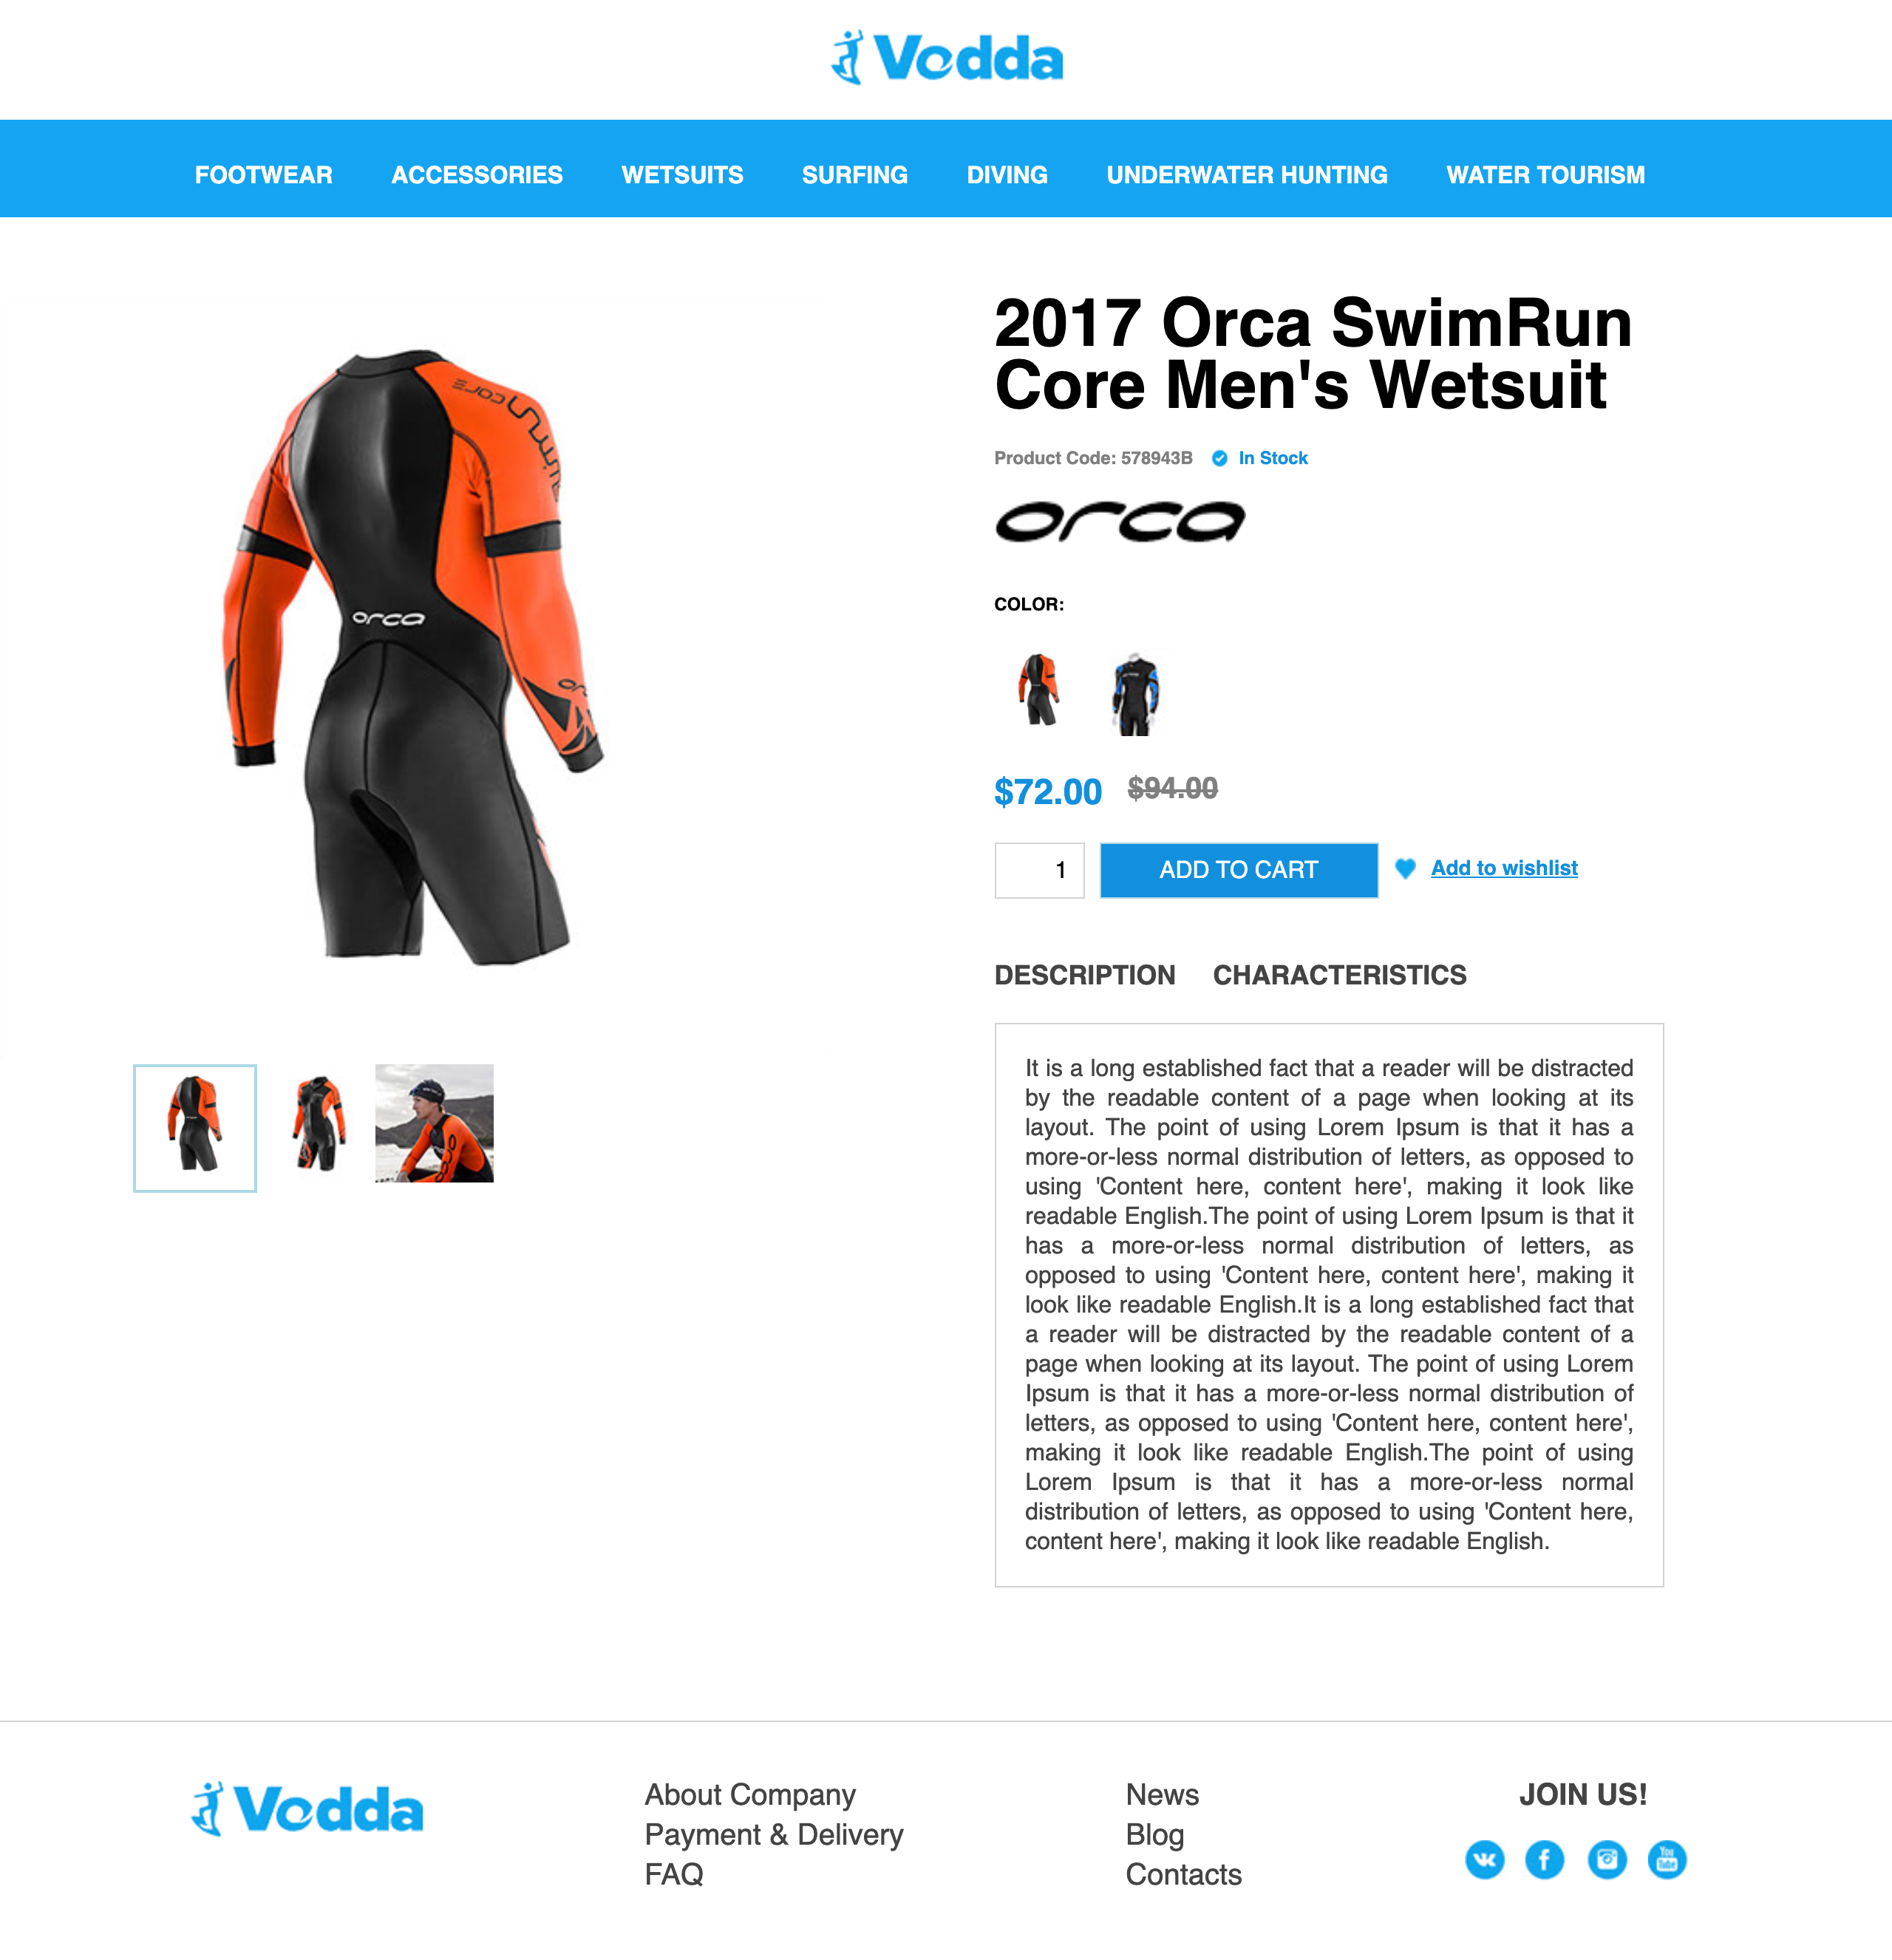 Vodda
FOOTWEAR ACCESSORIES WETSUITS SURFING DIVING UNDERWATER HUNTING WATER TOURISM
2017 Orca SwimRun
Core Men's Wetsuit
Product Code: 578943B In Stock
orca
COLOR:
$72.00 $94.00
1 ADD TO CART Add to wishlist
DESCRIPTION CHARACTERISTICS
core
orca
It is a long established fact that a reader will be distracted
by the readable content of a page when looking at its
layout. The point of using Lorem Ipsum is that it has a
more-or-less normal distribution of letters, as opposed to
using 'Content here, content here', making it look like
readable English.The point of using Lorem Ipsum is that it
has a more-or-less normal distribution of letters, as
opposed to using 'Content here, content here', making it
look like readable English.It is a long established fact that
a reader will be distracted by the readable content of a
page when looking at its layout. The point of using Lorem
Ipsum is that it has a more-or-less normal distribution of
letters, as opposed to using 'Content here, content here',
making it look like readable English.The point of using
Lorem Ipsum is that it has a more-or-less normal
distribution of letters, as opposed to using 'Content here,
content here', making it look like readable English.
Vodda
About Company
Payment & Delivery
FAQ
News
Blog
Contacts
JOIN US!
You
Tube